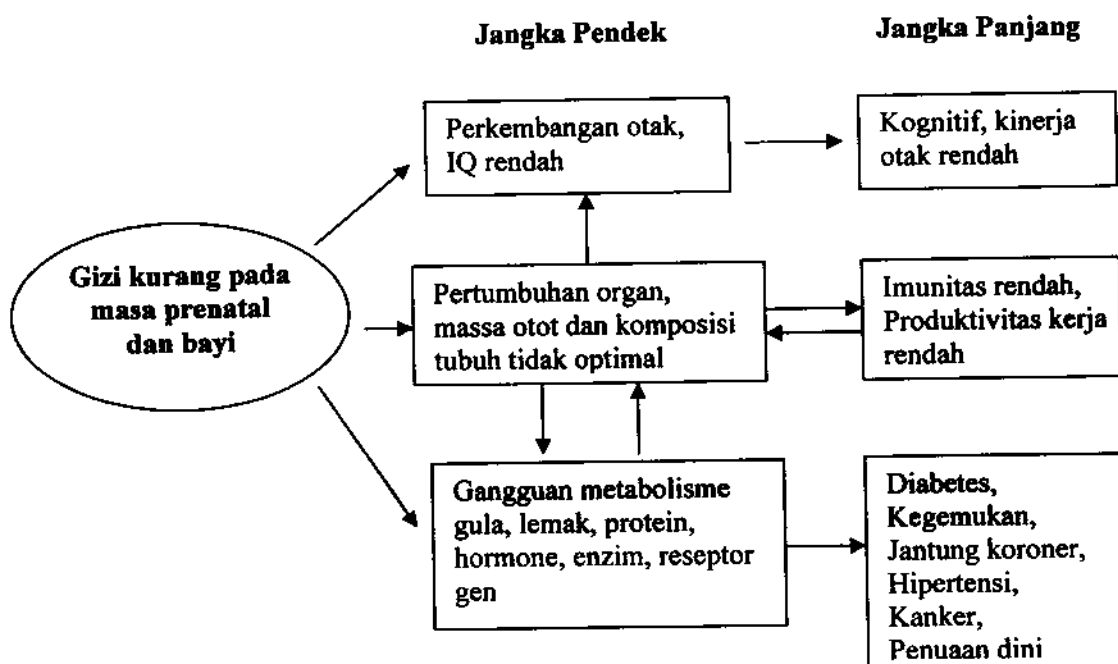 Jangka Pendek
Jangka Panjang
Perkembangan otak,
IQ rendah
Kognitif, kinerja
otak rendah
Gizi kurang pada
masa prenatal
dan bayi
Pertumbuhan organ,
massa otot dan komposisi
tubuh tidak optimal
Imunitas rendah,
Produktivitas kerja
rendah
Gangguan metabolisme
gula, lemak, protein,
hormone, enzim, reseptor
gen
Diabetes,
Kegemukan,
Jantung koroner,
Hipertensi,
Kanker,
Penuaan dini